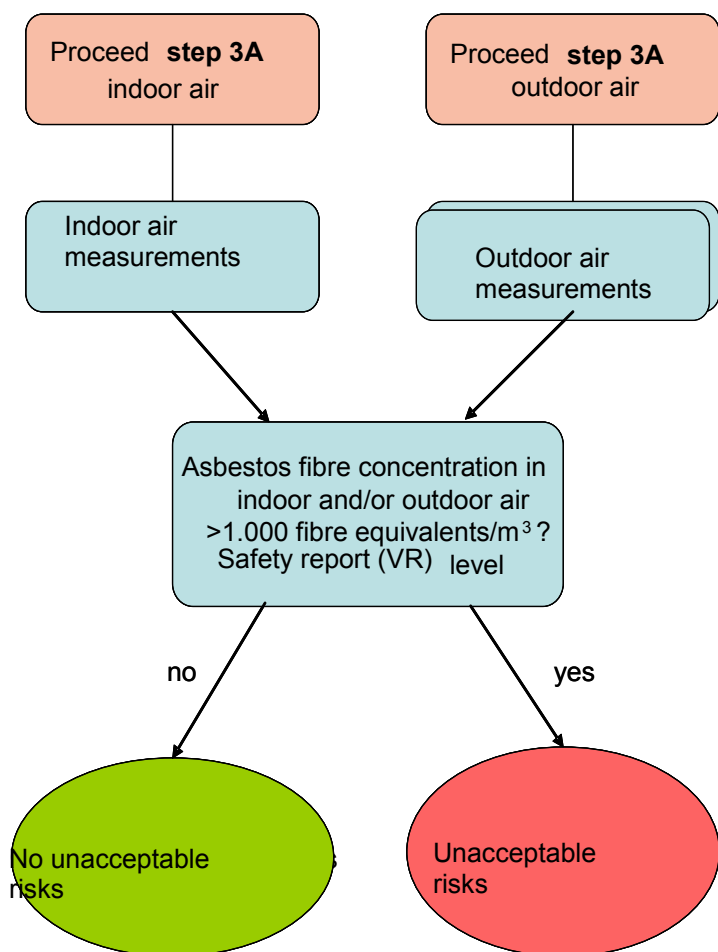 Proceed step 3A
indoor air
Proceed step 3A
outdoor air
Indoor air
measurements
Outdoor air
measurements
Asbestos fibre concentration in
indoor and/or outdoor air
>1.000 fibre equivalents/m³ ?
Safety report (VR) level
no
yes
No unacceptable
risks
Unacceptable
risks